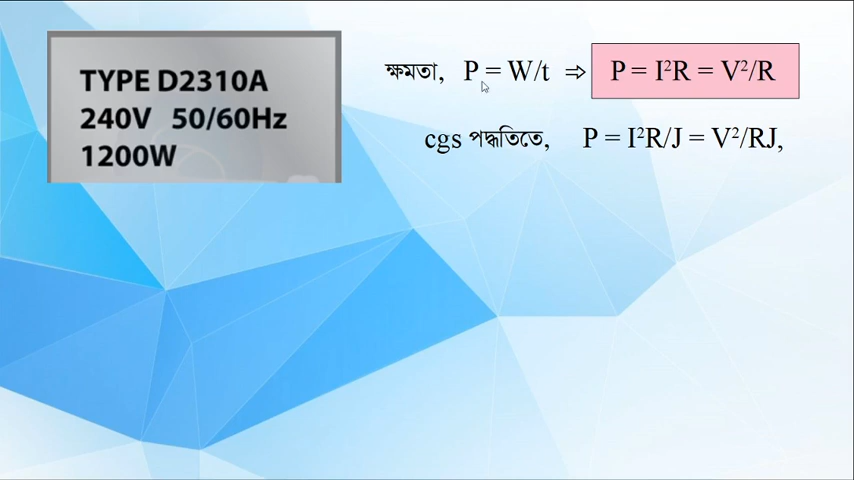 TYPE D2310A
240V 50/60Hz
1200W
ক্ষমতা, P = W/t ⇒ P = I²R = V²/R
cgs পদ্ধতিতে, P = I²R/J = V²/RJ,